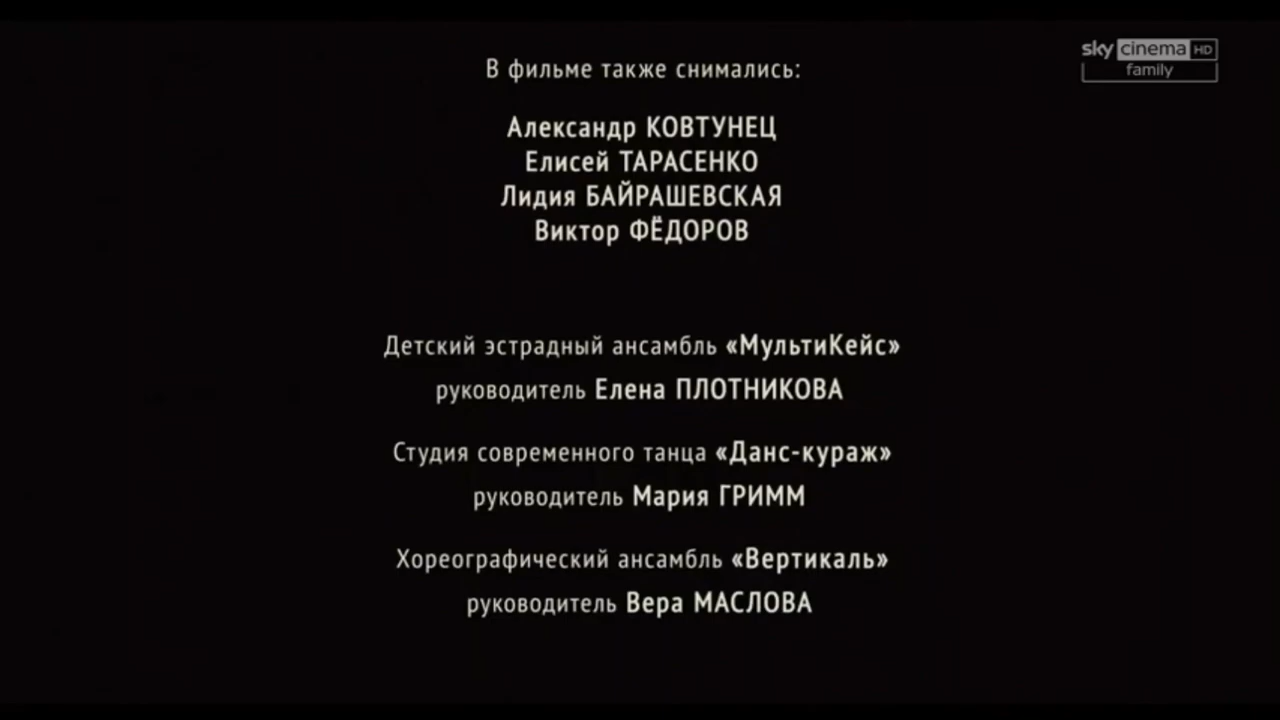 sky cinema HD
family
В фильме также снимались:
Александр КОВТУНЕЦ
Елисей ТАРАСЕНКО
Лидия БАЙРАШЕВСКАЯ
Виктор ФЁДОРОВ
Детский эстрадный ансамбль «МультиКейс»
руководитель Елена ПЛОТНИКОВА
Студия современного танца «Данс-кураж»
руководитель Мария ГРИММ
Хореографический ансамбль «Вертикаль»
руководитель Вера МАСЛОВА